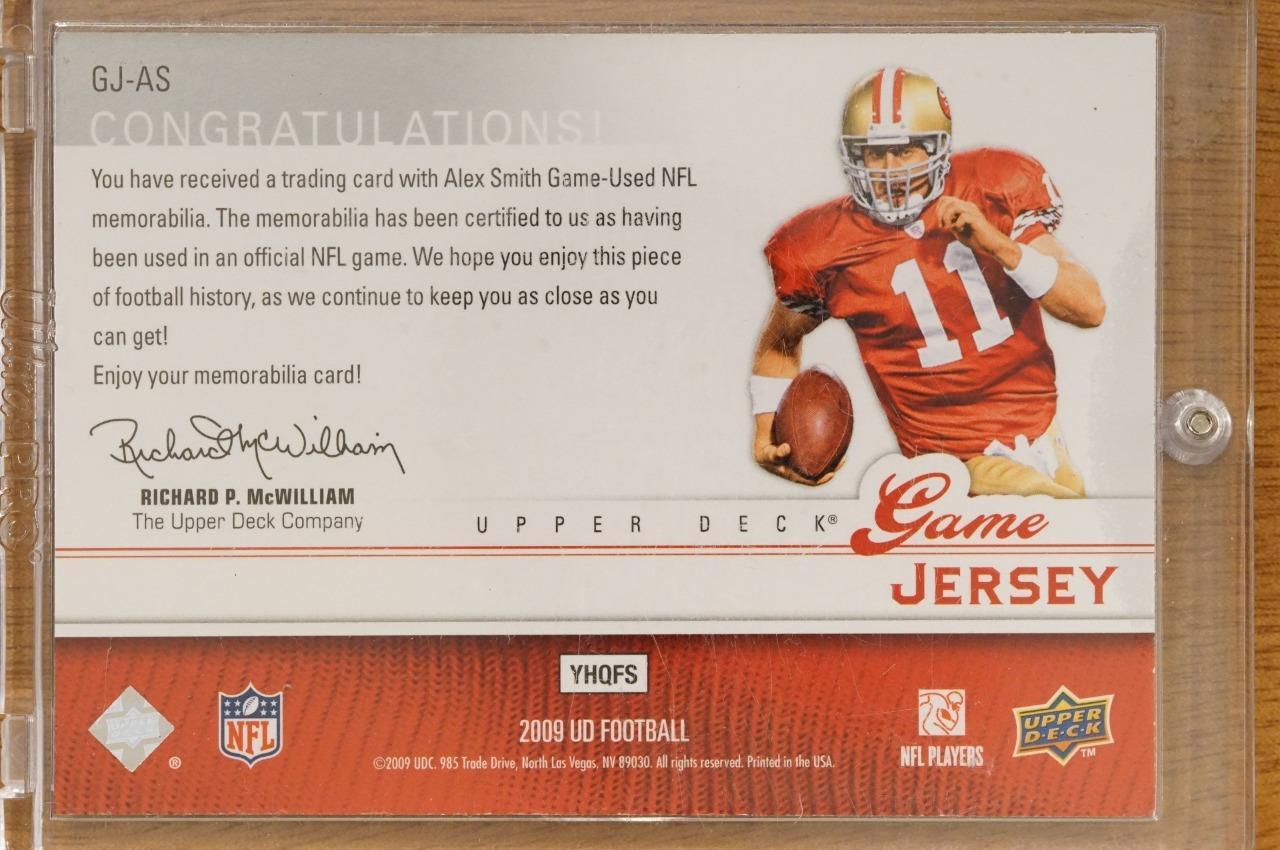 GJ-AS
CONGRATULATIONS!
You have received a trading card with Alex Smith Game-Used NFL
memorabilia. The memorabilia has been certified to us as having
been used in an official NFL game. We hope you enjoy this piece
of football history, as we continue to keep you as close as you
can get!
Enjoy your memorabilia card!
Richard McWilliam
RICHARD P. McWILLIAM
The Upper Deck Company
UPPER DECK®
Game
JERSEY
11
11
YHQFS
2009 UD FOOTBALL
©2009 UDC. 985 Trade Drive, North Las Vegas, NV 89030. All rights reserved. Printed in the USA.
®
NFL
NFL PLAYERS
UPPER
D·E·C·K
TM
UltraPRO®